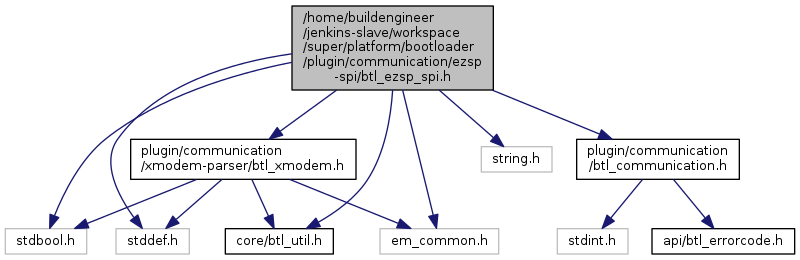 /home/buildengineer
/jenkins-slave/workspace
/super/platform/bootloader
/plugin/communication/ezsp
-spi/btl_ezsp_spi.h
plugin/communication
/xmodem-parser/btl_xmodem.h
string.h
plugin/communication
/btl_communication.h
stdbool.h
stddef.h
core/btl_util.h
em_common.h
stdint.h
api/btl_errorcode.h